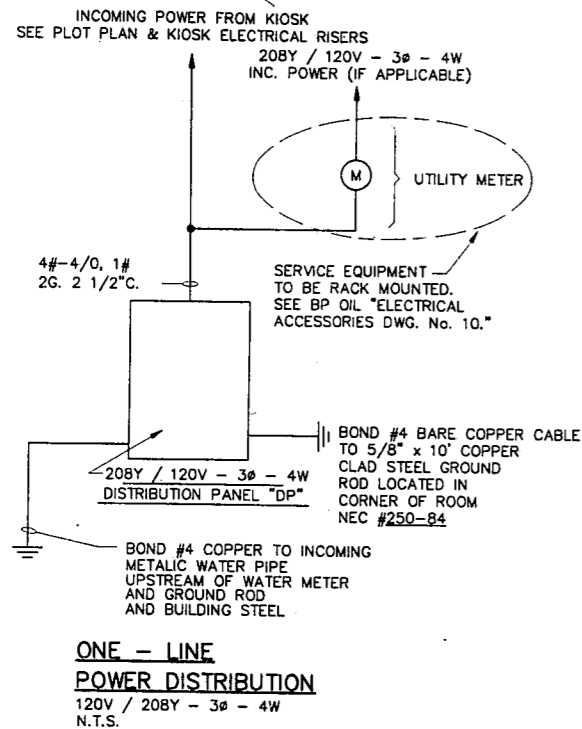 INCOMING POWER FROM KIOSK
SEE PLOT PLAN & KIOSK ELECTRICAL RISERS
208Y / 120V - 3ø - 4W
INC. POWER (IF APPLICABLE)
M
UTILITY METER
4#-4/0, 1#
2G. 2 1/2"C.
SERVICE EQUIPMENT
TO BE RACK MOUNTED.
SEE BP OIL "ELECTRICAL
ACCESSORIES DWG. No. 10."
208Y / 120V - 3ø - 4W
DISTRIBUTION PANEL "DP"
BOND #4 BARE COPPER CABLE
TO 5/8" x 10' COPPER
CLAD STEEL GROUND
ROD LOCATED IN
CORNER OF ROOM
NEC #250-84
BOND #4 COPPER TO INCOMING
METALIC WATER PIPE
UPSTREAM OF WATER METER
AND GROUND ROD
AND BUILDING STEEL
ONE - LINE
POWER DISTRIBUTION
120V / 208Y - 3ø - 4W
N.T.S.